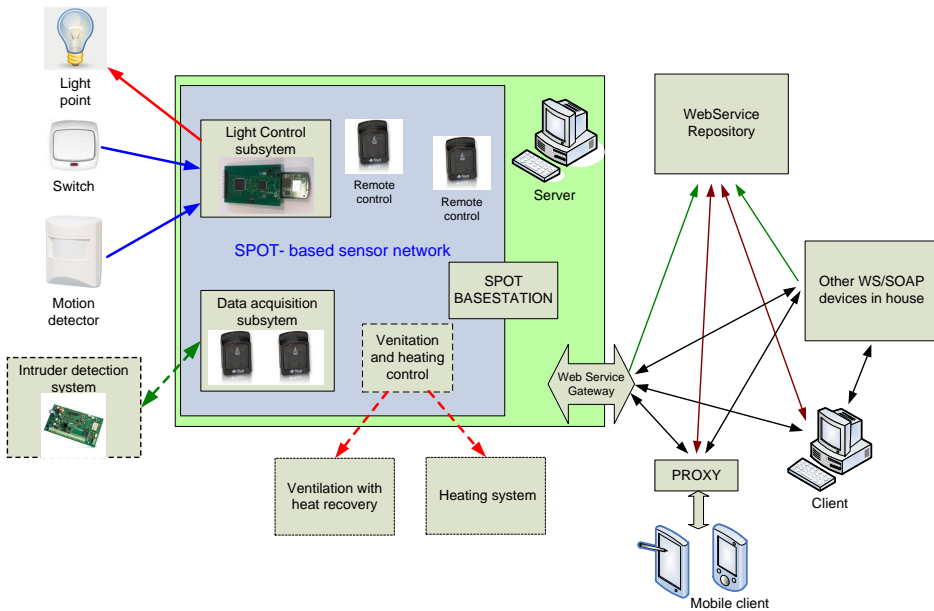 Light
point
Switch
Motion
detector
Intruder detection
system
Light Control
subsytem
Remote
control
Remote
control
Server
SPOT- based sensor network
SPOT
BASESTATION
Data acquisition
subsytem
Venitation
and heating
control
Web Service
Gateway
Ventilation with
heat recovery
Heating system
WebService
Repository
Other WS/SOAP
devices in house
PROXY
Client
Mobile client